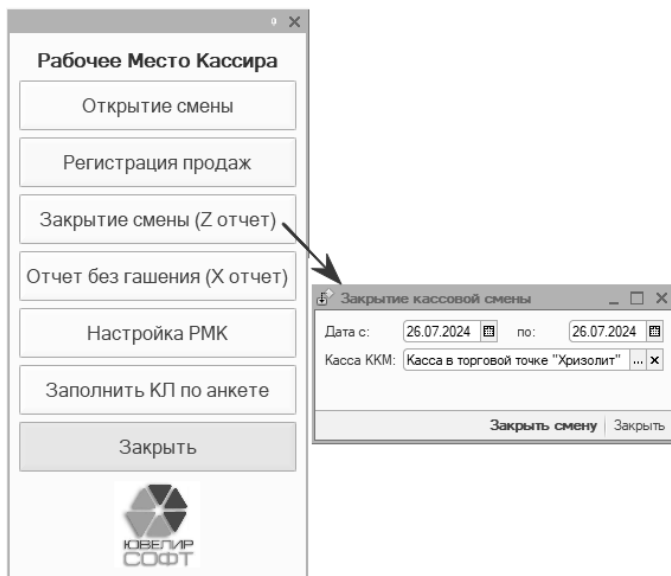 Рабочее Место Кассира
Открытие смены
Регистрация продаж
Закрытие смены (Z отчет)
Отчет без гашения (X отчет)
Настройка РМК
Заполнить КЛ по анкете
Закрыть
ЮВЕЛИР
СОФТ
Закрытие кассовой смены
Дата с: 26.07.2024 по: 26.07.2024
Касса ККМ: Касса в торговой точке "Хризолит" ...
Закрыть смену Закрыть